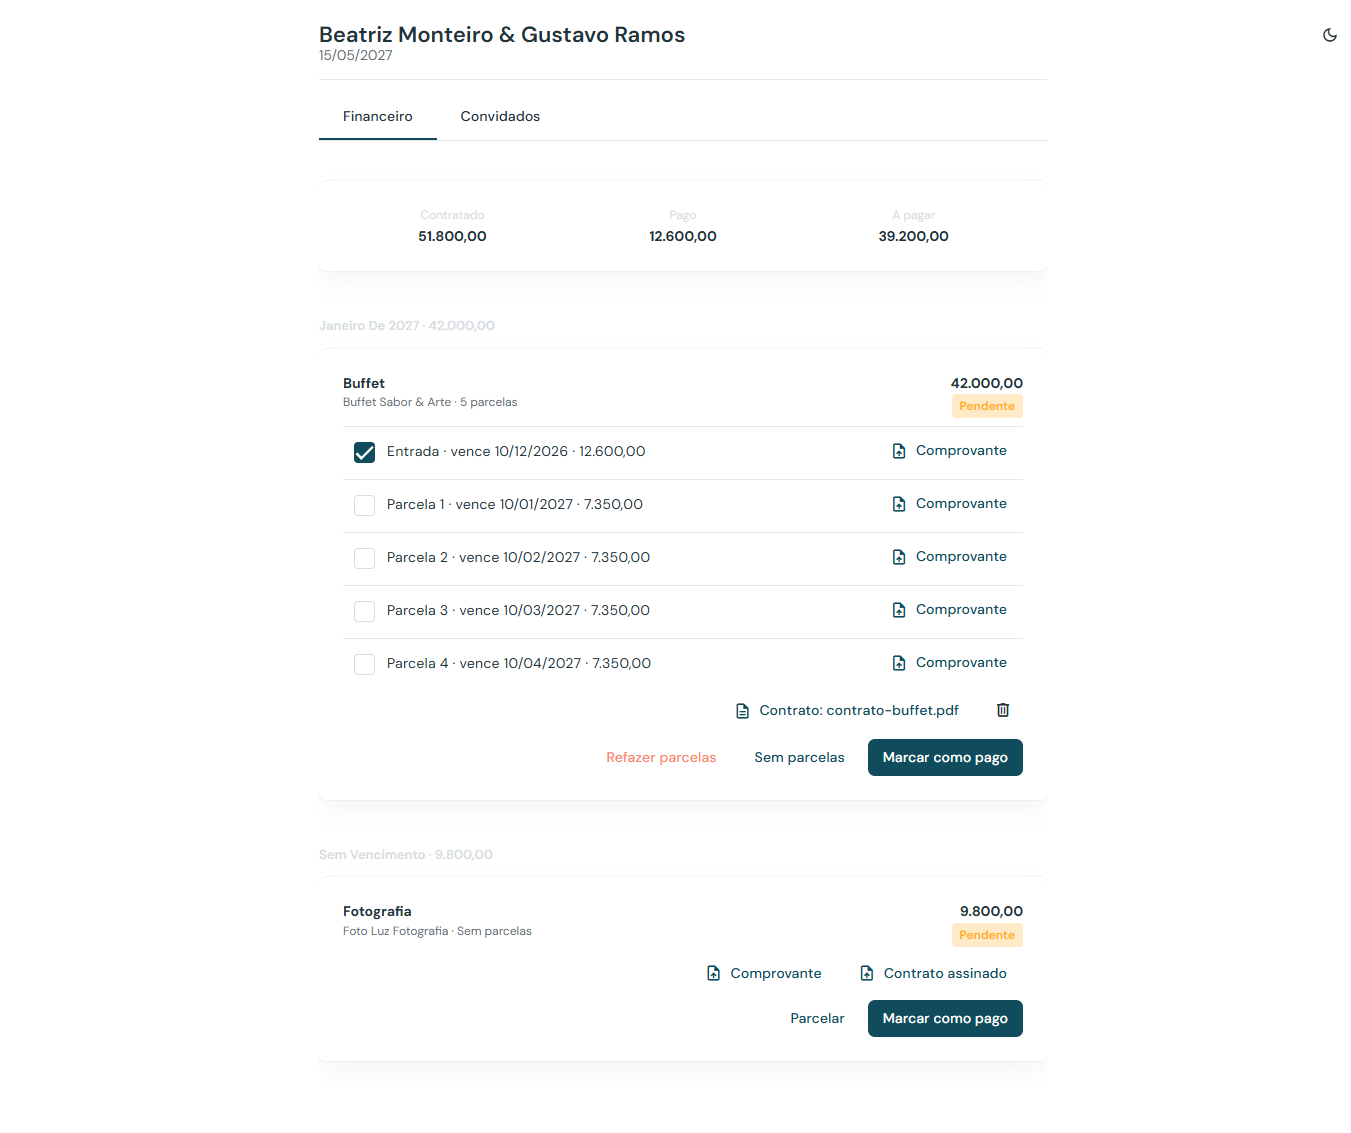 Beatriz Monteiro & Gustavo Ramos
15/05/2027
Financeiro Convidados
Contratado Pago A pagar
51.800,00 12.600,00 39.200,00
Janeiro De 2027 · 42.000,00
Buffet 42.000,00
Buffet Sabor & Arte · 5 parcelas Pendente
Entrada · vence 10/12/2026 · 12.600,00 Comprovante
Parcela 1 · vence 10/01/2027 · 7.350,00 Comprovante
Parcela 2 · vence 10/02/2027 · 7.350,00 Comprovante
Parcela 3 · vence 10/03/2027 · 7.350,00 Comprovante
Parcela 4 · vence 10/04/2027 · 7.350,00 Comprovante
Contrato: contrato-buffet.pdf
Refazer parcelas Sem parcelas Marcar como pago
Sem Vencimento · 9.800,00
Fotografia 9.800,00
Foto Luz Fotografia · Sem parcelas Pendente
Comprovante Contrato assinado
Parcelar Marcar como pago